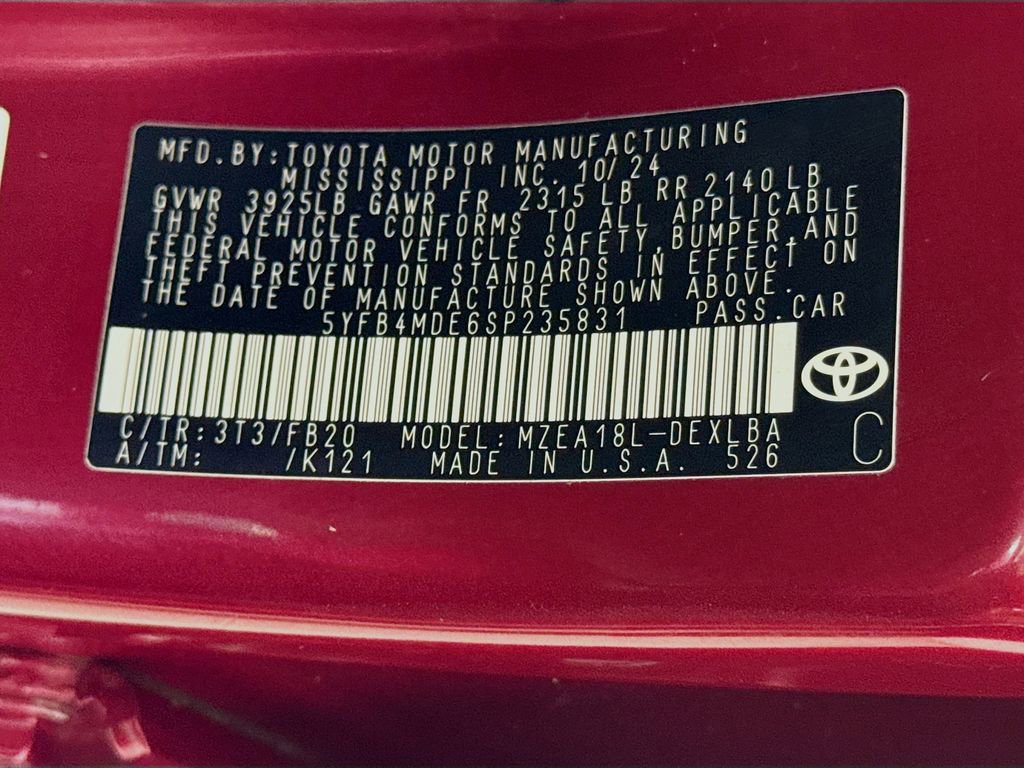 MFD.BY:TOYOTA MOTOR MANUFACTURING
MISSISSIPPI INC. 10/24
GVWR 3925LB GAWR FR 2315 LB RR 2140 LB
THIS VEHICLE CONFORMS TO ALL APPLICABLE
FEDERAL MOTOR VEHICLE SAFETY,BUMPER,AND
THEFT PREVENTION STANDARDS IN EFFECT ON
THE DATE OF MANUFACTURE SHOWN ABOVE.
5YFB4MDE6SP235831 PASS.CAR
C/TR:3T3/FB20 MODEL:MZEA18L-DEXLBA
A/TM: /K121 MADE IN U.S.A. 526
C